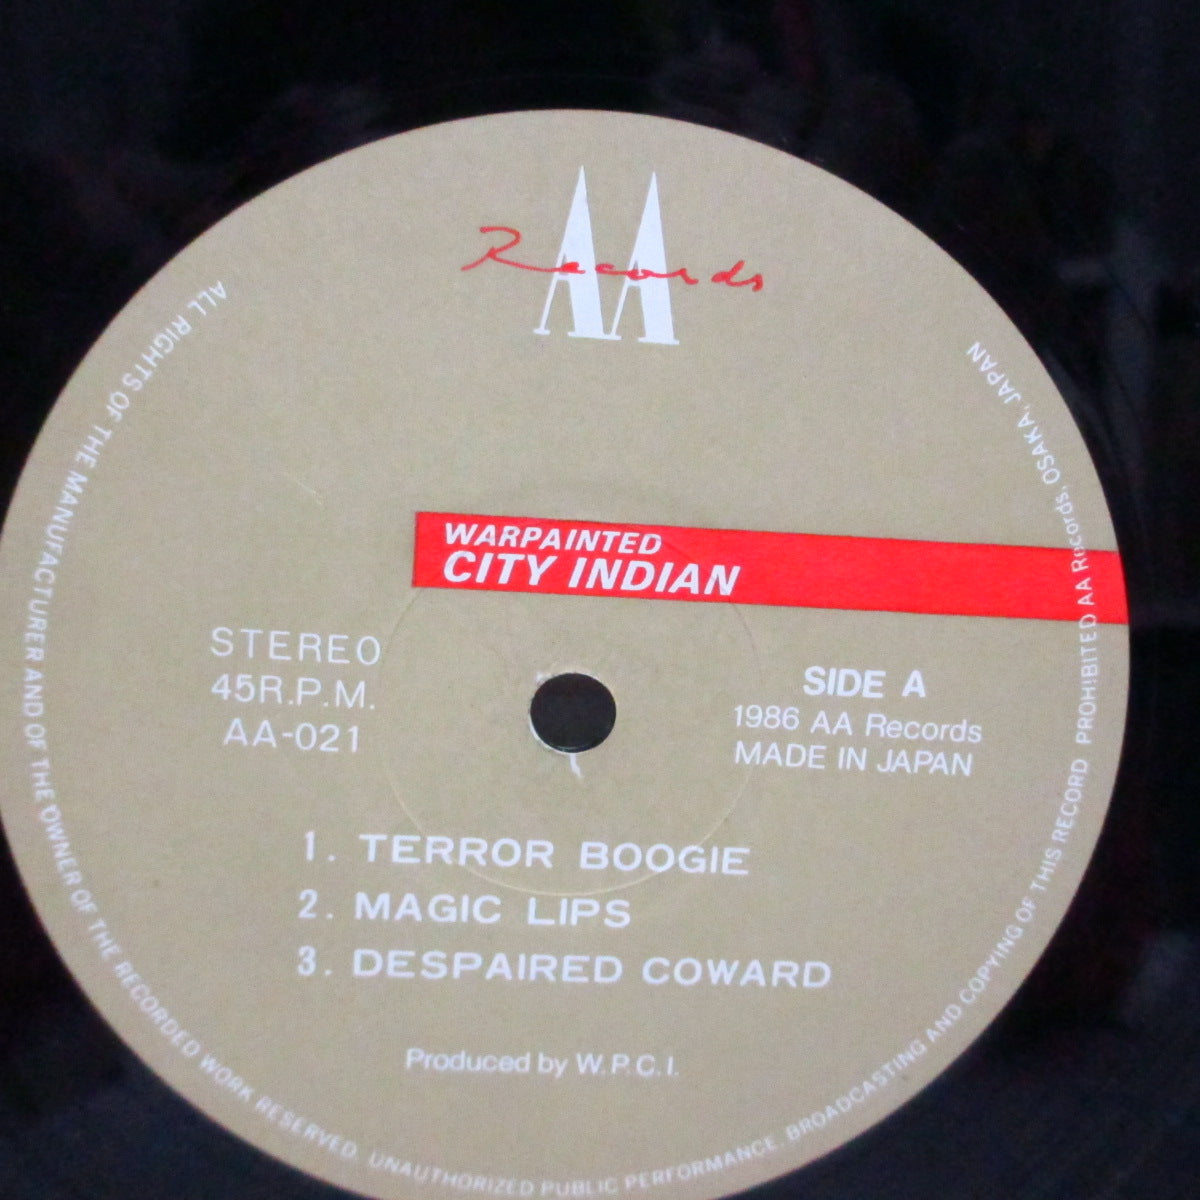 AA
Records
WARPAINTED
CITY INDIAN
STEREO
45R.P.M.
AA-021
SIDE A
1986 AA Records
MADE IN JAPAN
1. TERROR BOOGIE
2. MAGIC LIPS
3. DESPAIRED COWARD
Produced by W.P.C.I.
ALL RIGHTS OF THE MANUFACTURER AND OF THE OWNER OF THE RECORDED WORK RESERVED. UNAUTHORIZED PUBLIC PERFORMANCE. BROADCASTING AND COPYING OF THIS RECORD PROHIBITED AA Records, OSAKA, JAPAN